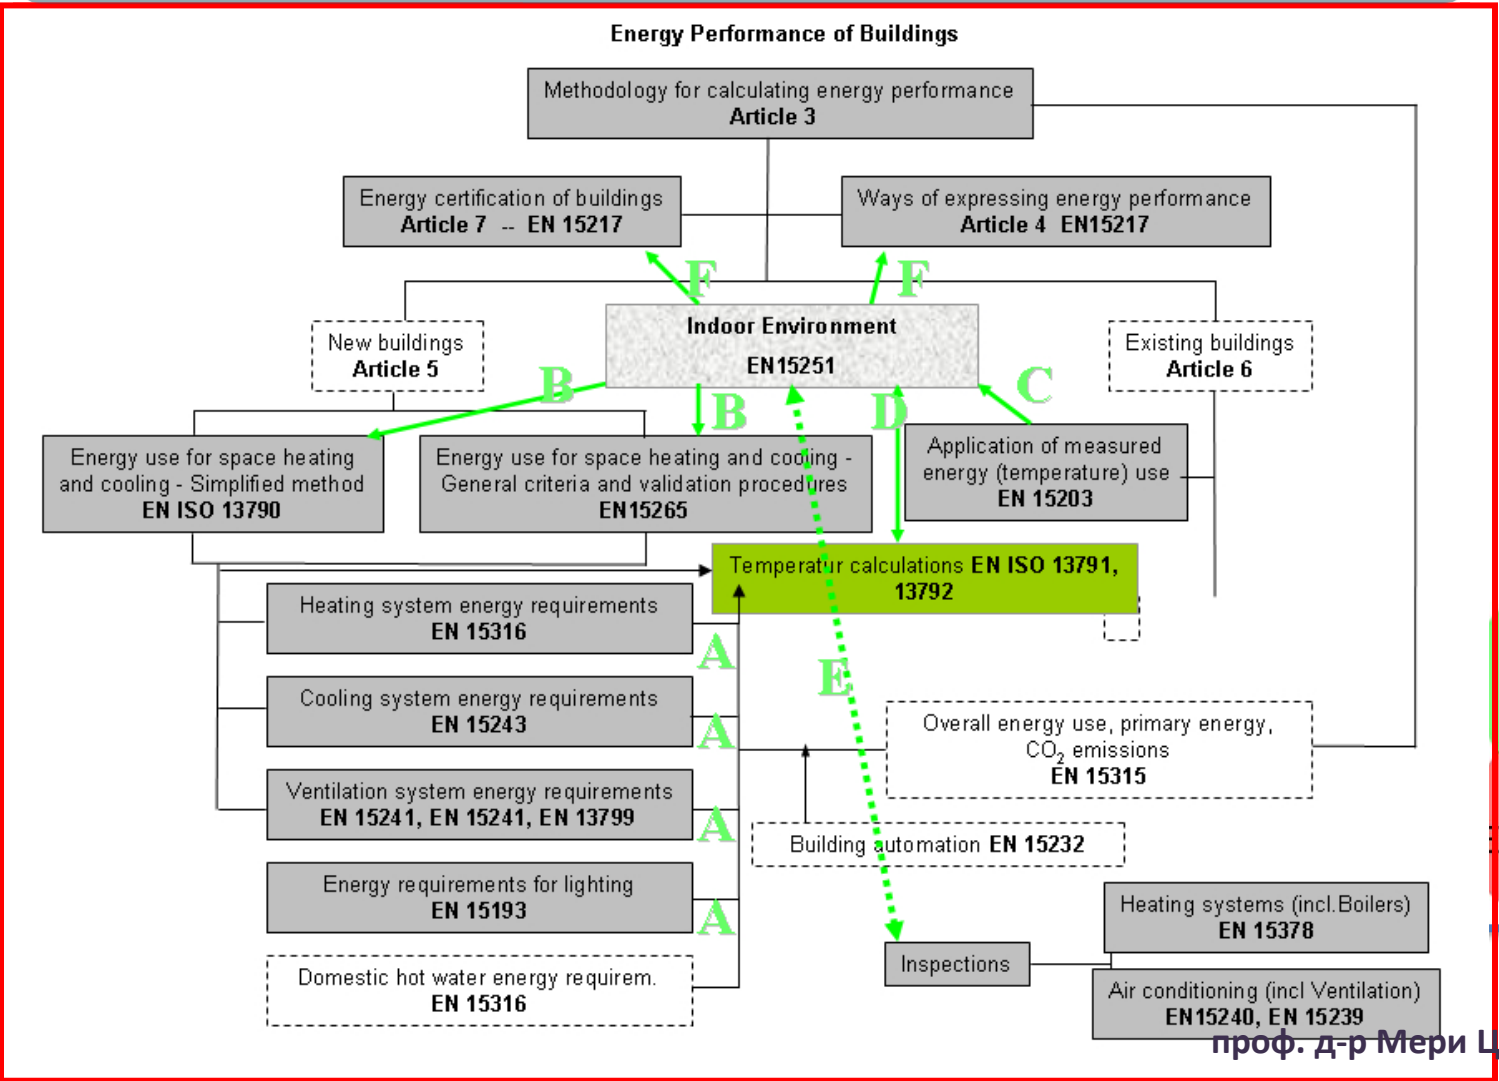 Energy Performance of Buildings
Methodology for calculating energy performance
Article 3
Energy certification of buildings
Article 7 -- EN 15217
Ways of expressing energy performance
Article 4 EN15217
F
F
Indoor Environment
EN15251
New buildings
Article 5
Existing buildings
Article 6
B
B
D
C
Energy use for space heating
and cooling - Simplified method
EN ISO 13790
Energy use for space heating and cooling -
General criteria and validation procedures
EN15265
Application of measured
energy (temperature) use
EN 15203
Temperatur calculations EN ISO 13791,
13792
Heating system energy requirements
EN 15316
A
E
Cooling system energy requirements
EN 15243
A
Overall energy use, primary energy,
CO2 emissions
EN 15315
Ventilation system energy requirements
EN 15241, EN 15241, EN 13799
A
Building automation EN 15232
Energy requirements for lighting
EN 15193
A
Heating systems (incl.Boilers)
EN 15378
Inspections
Domestic hot water energy requirem.
EN 15316
Air conditioning (incl Ventilation)
EN15240, EN 15239
проф. д-р Мери Ц